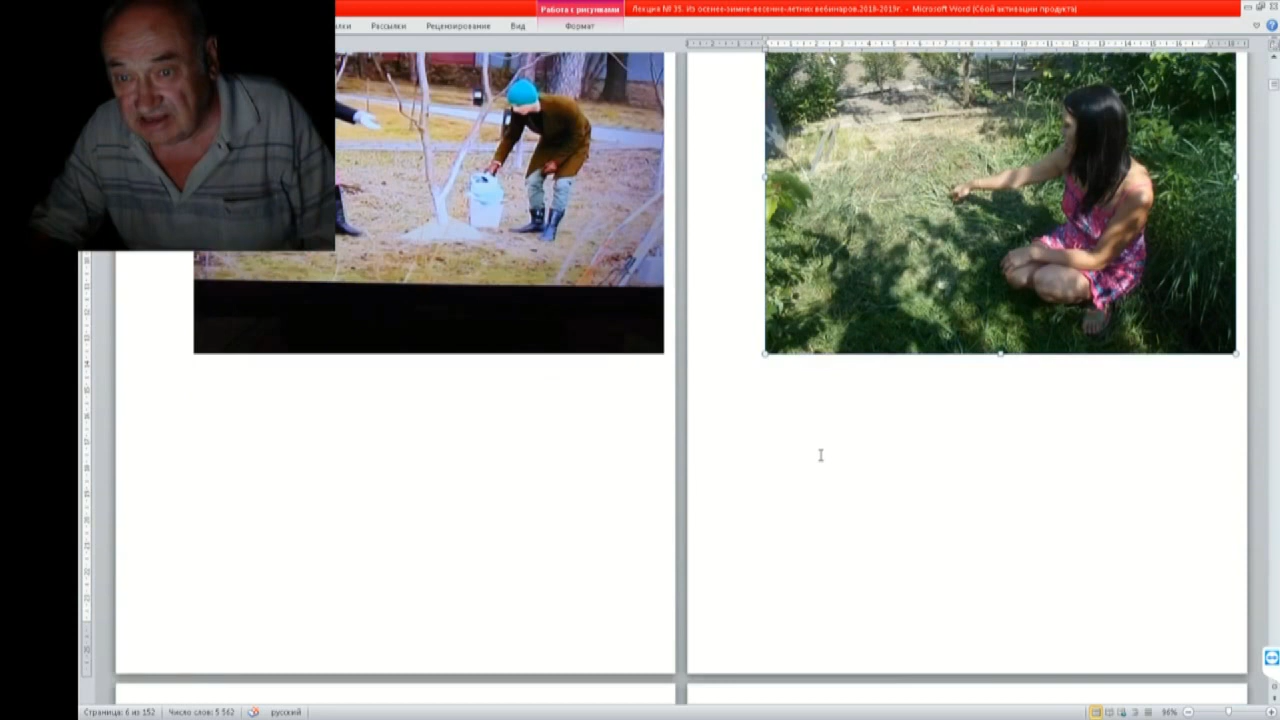 Работа с рисунками
Лекция № 35. Из осенне-зимне-весенне-летних вебинаров.2018-2019г. - Microsoft Word (Сбой активации продукта)
лки Рассылки Рецензирование Вид Формат
Страница: 6 из 152 Число слов: 5 562 русский 96%